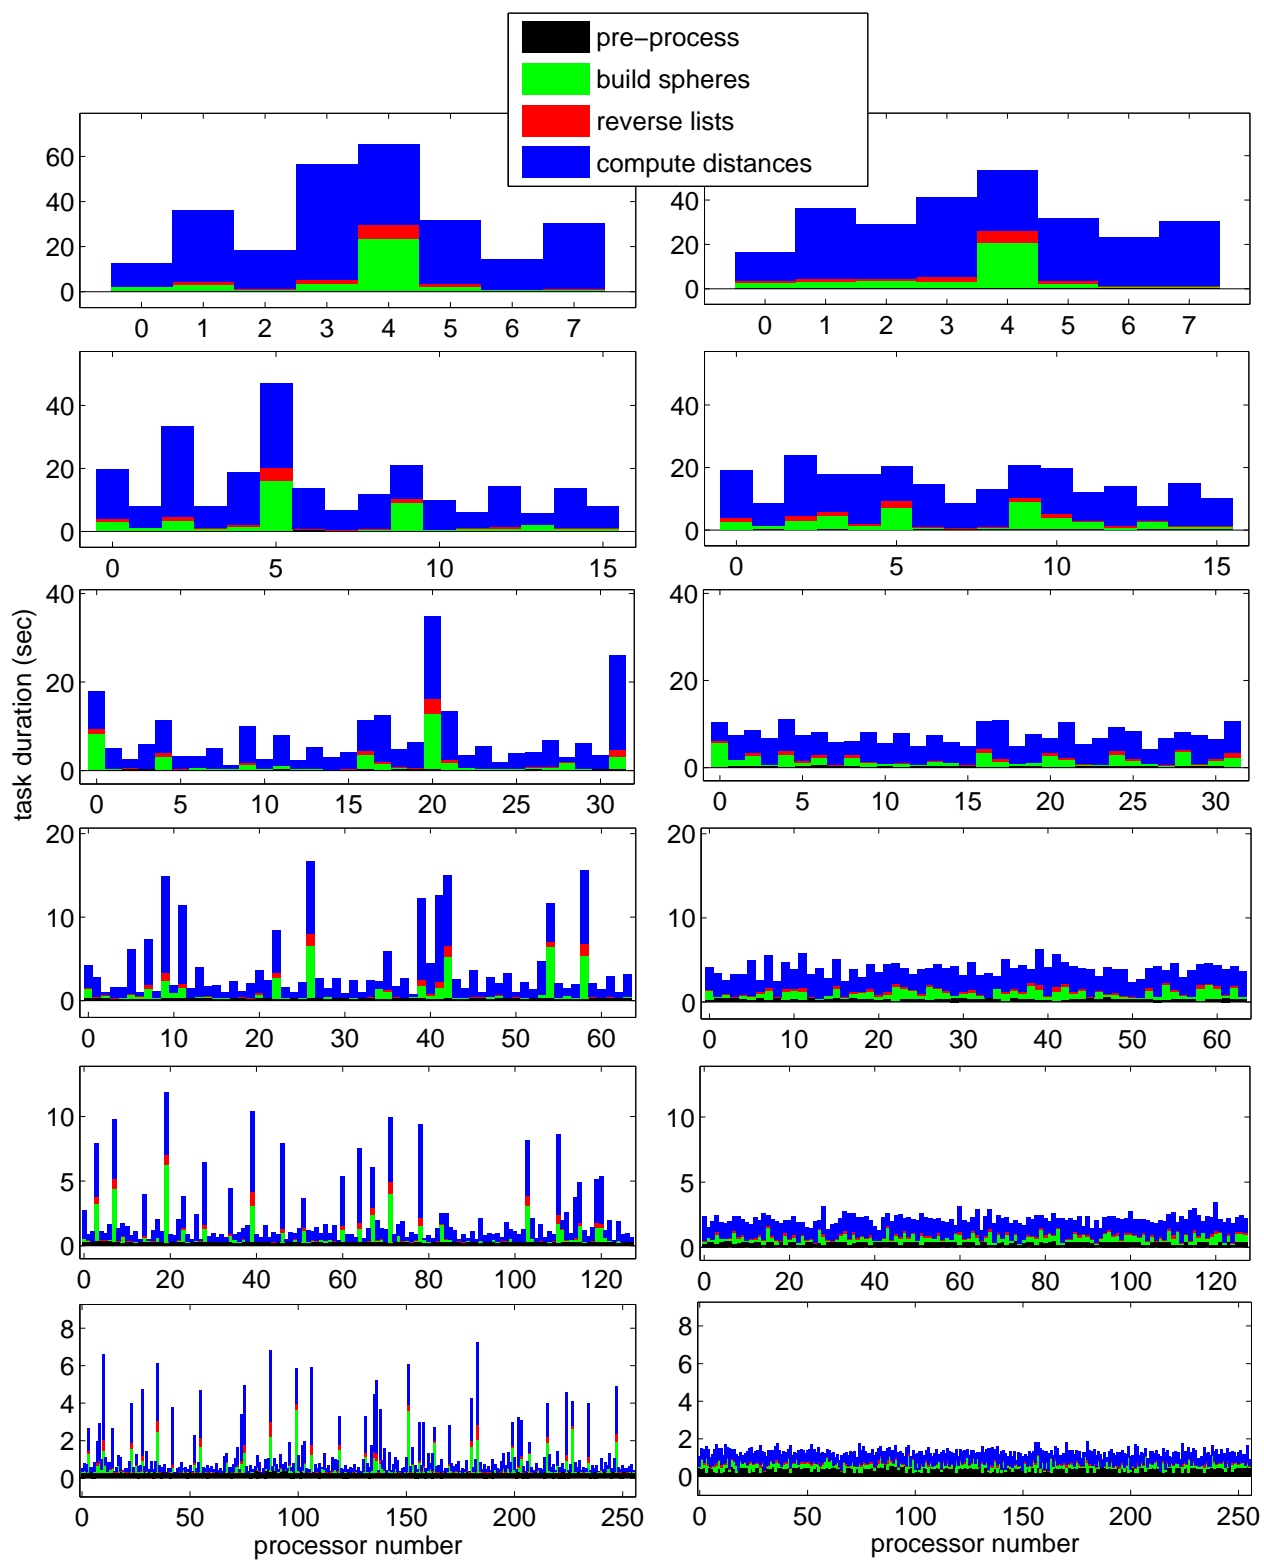 pre−process
build spheres
reverse lists
compute distances
60
40
20
0
0 1 2 3 4 5 6 7
60
40
20
0
0 1 2 3 4 5 6 7
40
20
0
0 5 10 15
40
20
0
0 5 10 15
task duration (sec)
40
20
0
0 5 10 15 20 25 30
40
20
0
0 5 10 15 20 25 30
20
15
10
5
0
0 10 20 30 40 50 60
20
10
0
0 10 20 30 40 50 60
10
5
0
0 20 40 60 80 100 120
10
5
0
0 20 40 60 80 100 120
8
6
4
2
0
0 50 100 150 200 250
processor number
8
6
4
2
0
0 50 100 150 200 250
processor number